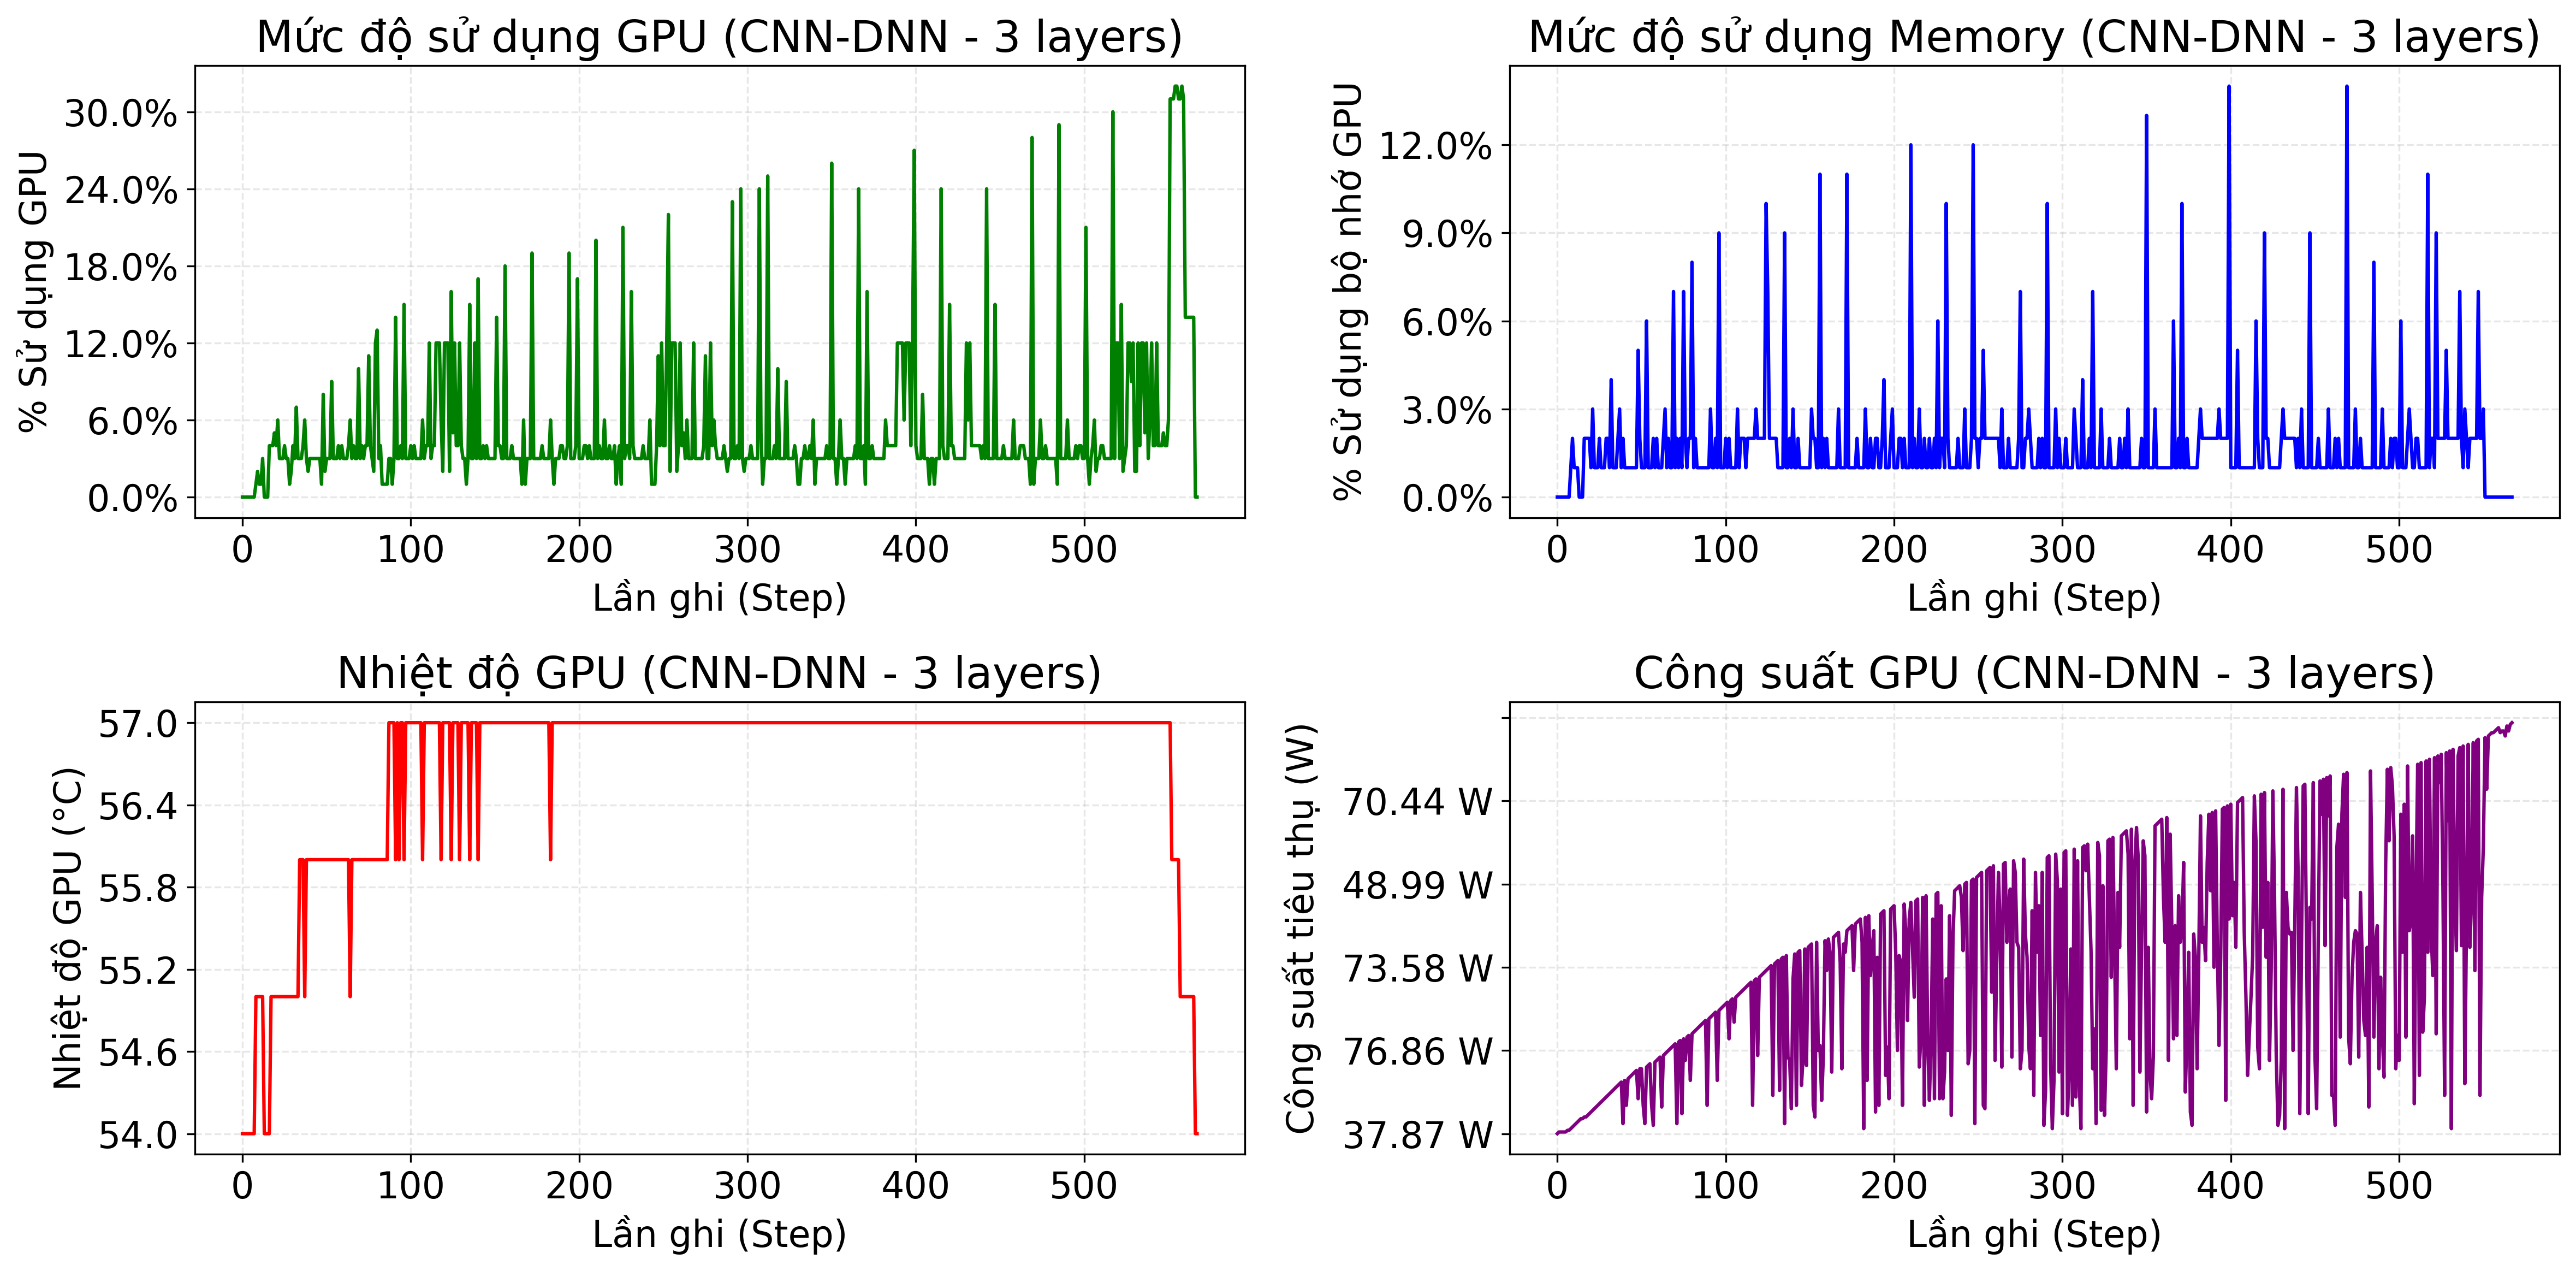 Mức độ sử dụng GPU (CNN-DNN - 3 layers)
% Sử dụng GPU
30.0%
24.0%
18.0%
12.0%
6.0%
0.0%
0 100 200 300 400 500
Lần ghi (Step)
Mức độ sử dụng Memory (CNN-DNN - 3 layers)
% Sử dụng bộ nhớ GPU
12.0%
9.0%
6.0%
3.0%
0.0%
0 100 200 300 400 500
Lần ghi (Step)
Nhiệt độ GPU (CNN-DNN - 3 layers)
Nhiệt độ GPU (°C)
57.0
56.4
55.8
55.2
54.6
54.0
0 100 200 300 400 500
Lần ghi (Step)
Công suất GPU (CNN-DNN - 3 layers)
Công suất tiêu thụ (W)
70.44 W
48.99 W
73.58 W
76.86 W
37.87 W
0 100 200 300 400 500
Lần ghi (Step)